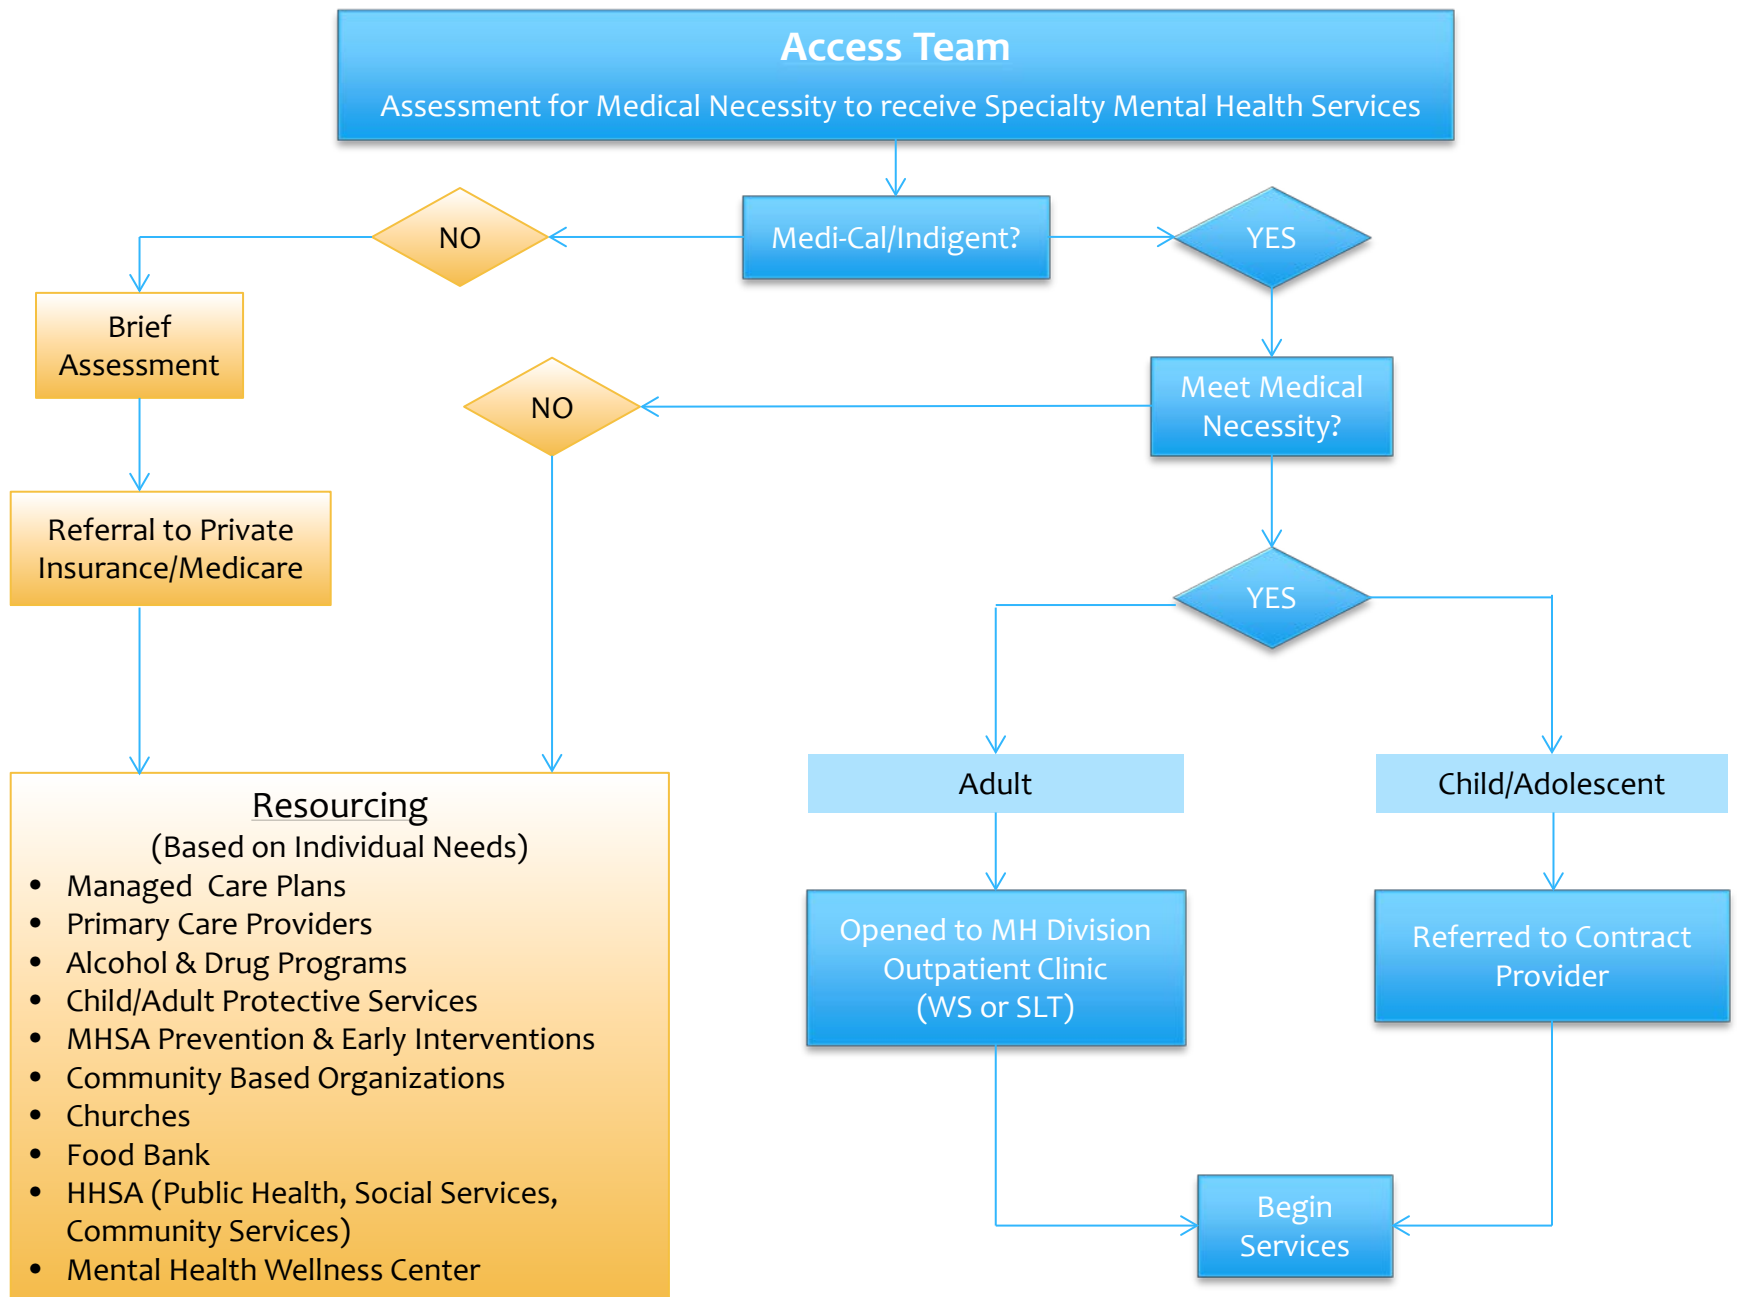 Access Team
Assessment for Medical Necessity to receive Specialty Mental Health Services
NO
Medi-Cal/Indigent?
YES
Brief
Assessment
NO
Meet Medical
Necessity?
Referral to Private
Insurance/Medicare
YES
Adult
Child/Adolescent
Resourcing
(Based on Individual Needs)
• Managed  Care Plans
• Primary Care Providers
• Alcohol & Drug Programs
• Child/Adult Protective Services
• MHSA Prevention & Early Interventions
• Community Based Organizations
• Churches
• Food Bank
• HHSA (Public Health, Social Services,
Community Services)
• Mental Health Wellness Center
Opened to MH Division
Outpatient Clinic
(WS or SLT)
Referred to Contract
Provider
Begin
Services